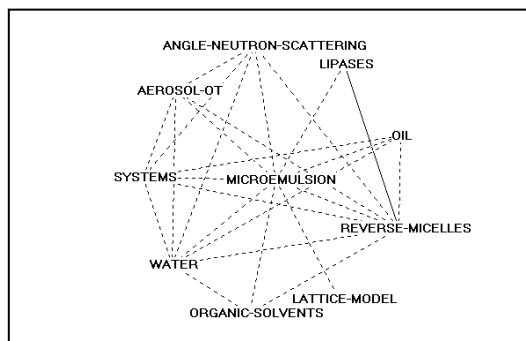 ANGLE-NEUTRON-SCATTERING
LIPASES
AEROSOL-OT
OIL
SYSTEMS
MICROEMULSION
REVERSE-MICELLES
WATER
LATTICE-MODEL
ORGANIC-SOLVENTS